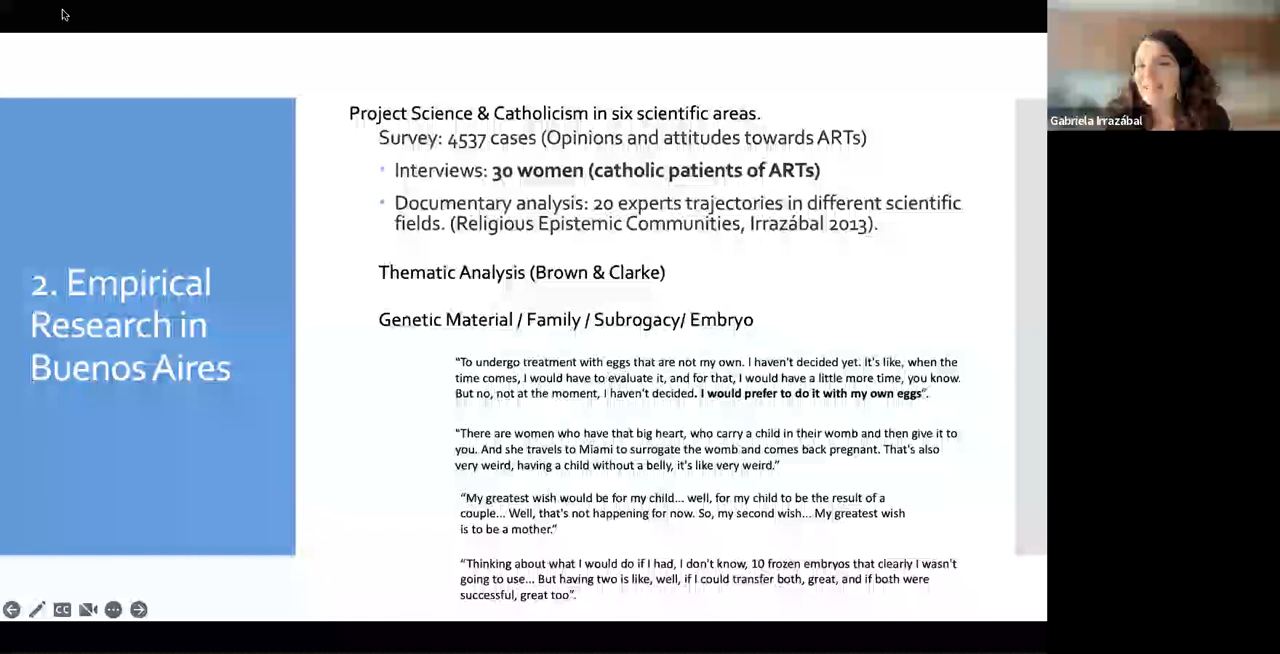 2. Empirical
Research in
Buenos Aires
Project Science & Catholicism in six scientific areas.
Survey: 4537 cases (Opinions and attitudes towards ARTs)
• Interviews: 30 women (catholic patients of ARTs)
• Documentary analysis: 20 experts trajectories in different scientific
fields. (Religious Epistemic Communities, Irrazábal 2013).
Thematic Analysis (Brown & Clarke)
Genetic Material / Family / Subrogacy/ Embryo
"To undergo treatment with eggs that are not my own. I haven't decided yet. It's like, when the
time comes, I would have to evaluate it, and for that, I would have a little more time, you know.
But no, not at the moment, I haven't decided. I would prefer to do it with my own eggs".
"There are women who have that big heart, who carry a child in their womb and then give it to
you. And she travels to Miami to surrogate the womb and comes back pregnant. That's also
very weird, having a child without a belly, it's like very weird."
"My greatest wish would be for my child... well, for my child to be the result of a
couple... Well, that's not happening for now. So, my second wish... My greatest wish
is to be a mother."
"Thinking about what I would do if I had, I don't know, 10 frozen embryos that clearly I wasn't
going to use... But having two is like, well, if I could transfer both, great, and if both were
successful, great too".
CC
Gabriela Irrazábal